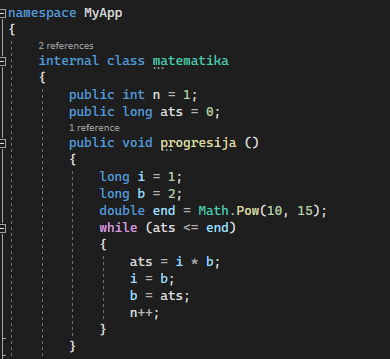 namespace MyApp
{
2 references
internal class matematika
{
public int n = 1;
public long ats = 0;
1 reference
public void progresija ()
{
long i = 1;
long b = 2;
double end = Math.Pow(10, 15);
while (ats <= end)
{
ats = i * b;
i = b;
b = ats;
n++;
}
}